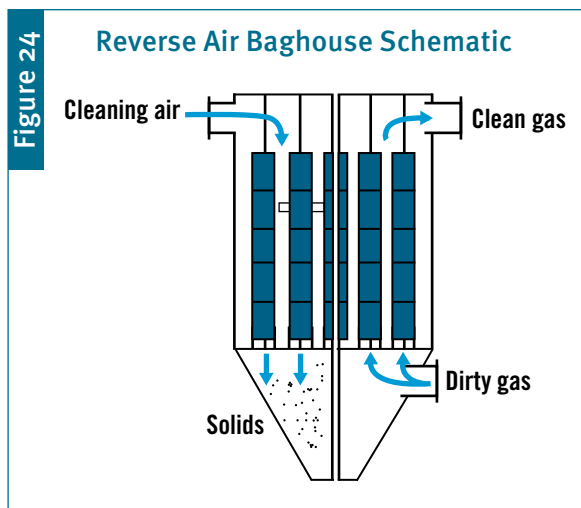 Figure 24
Reverse Air Baghouse Schematic
Cleaning air
Clean gas
Dirty gas
Solids